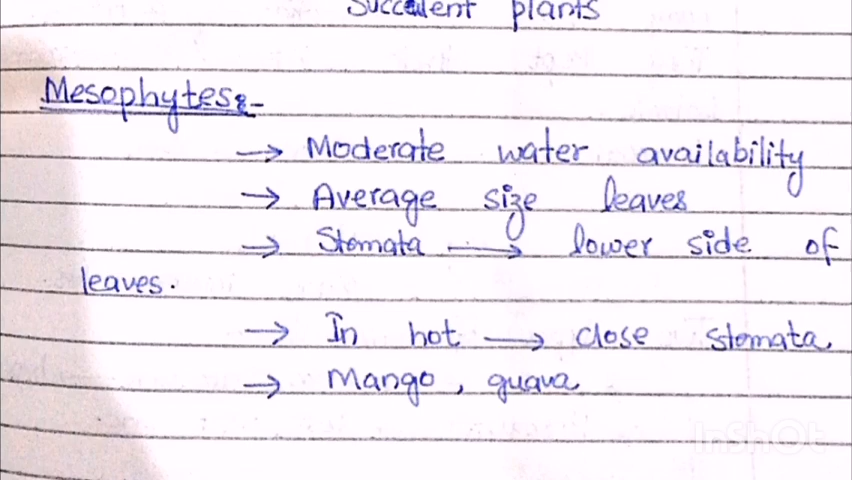 Succulent plants
Mesophytes:-
→ Moderate water availability
→ Average size leaves
→ Stomata → lower side of
leaves.
→ In hot → close stomata.
→ Mango, guava
InShOt